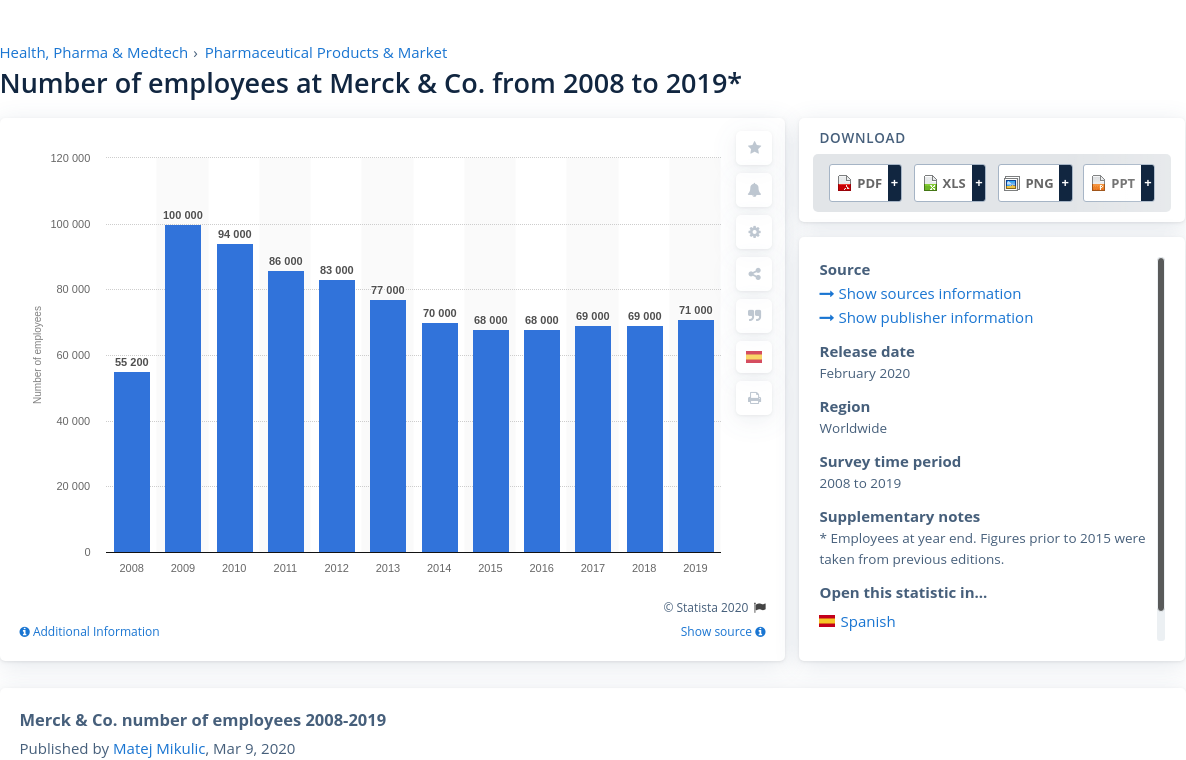 Health, Pharma & Medtech › Pharmaceutical Products & Market
Number of employees at Merck & Co. from 2008 to 2019*
Number of employees
120 000
100 000
80 000
60 000
40 000
20 000
0
55 200
100 000
94 000
86 000
83 000
77 000
70 000
68 000
68 000
69 000
69 000
71 000
2008 2009 2010 2011 2012 2013 2014 2015 2016 2017 2018 2019
© Statista 2020
Additional Information
Show source
DOWNLOAD
PDF + XLS + PNG + PPT +
Source
Show sources information
Show publisher information
Release date
February 2020
Region
Worldwide
Survey time period
2008 to 2019
Supplementary notes
* Employees at year end. Figures prior to 2015 were
taken from previous editions.
Open this statistic in...
Spanish
Merck & Co. number of employees 2008-2019
Published by Matej Mikulic, Mar 9, 2020